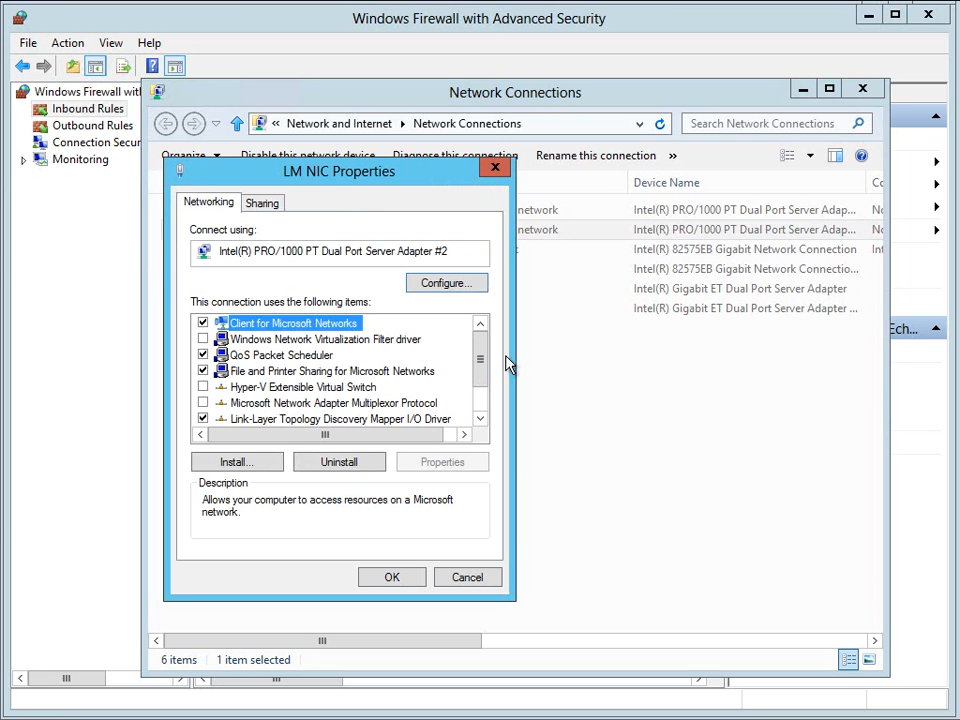 Windows Firewall with Advanced Security
File Action View Help
Windows Firewall with
Inbound Rules
Outbound Rules
Connection Secur
Monitoring
Network Connections
« Network and Internet Network Connections
Search Network Connections
Organize Disable this network device Diagnose this connection Rename this connection »
Device Name
network Intel(R) PRO/1000 PT Dual Port Server Adap... No
network Intel(R) PRO/1000 PT Dual Port Server Adap... No
Intel(R) 82575EB Gigabit Network Connection
Intel(R) 82575EB Gigabit Network Connectio...
Intel(R) Gigabit ET Dual Port Server Adapter
Intel(R) Gigabit ET Dual Port Server Adapter ...
Ech...
LM NIC Properties
Networking Sharing
Connect using:
Intel(R) PRO/1000 PT Dual Port Server Adapter #2
Configure...
This connection uses the following items:
Client for Microsoft Networks
Windows Network Virtualization Filter driver
QoS Packet Scheduler
File and Printer Sharing for Microsoft Networks
Hyper-V Extensible Virtual Switch
Microsoft Network Adapter Multiplexor Protocol
Link-Layer Topology Discovery Mapper I/O Driver
Install... Uninstall Properties
Description
Allows your computer to access resources on a Microsoft
network.
OK Cancel
6 items 1 item selected